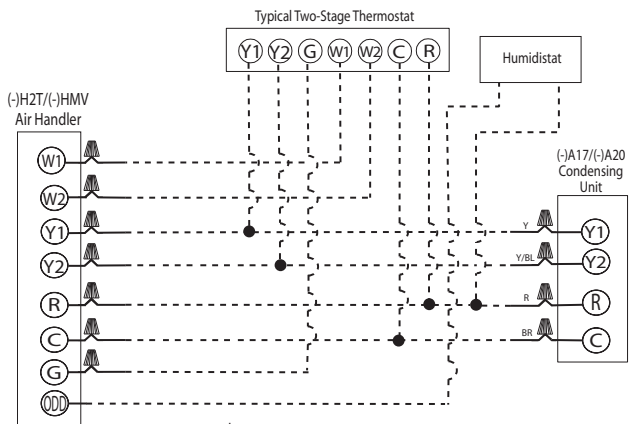 Typical Two-Stage Thermostat
Y1 Y2 G W1 W2 C R
Humidistat
(-)H2T/(-)HMV
Air Handler
W1
W2
Y1
Y2
R
C
G
ODD
(-)A17/(-)A20
Condensing
Unit
Y
Y1
Y/BL
Y2
R
R
BR
C